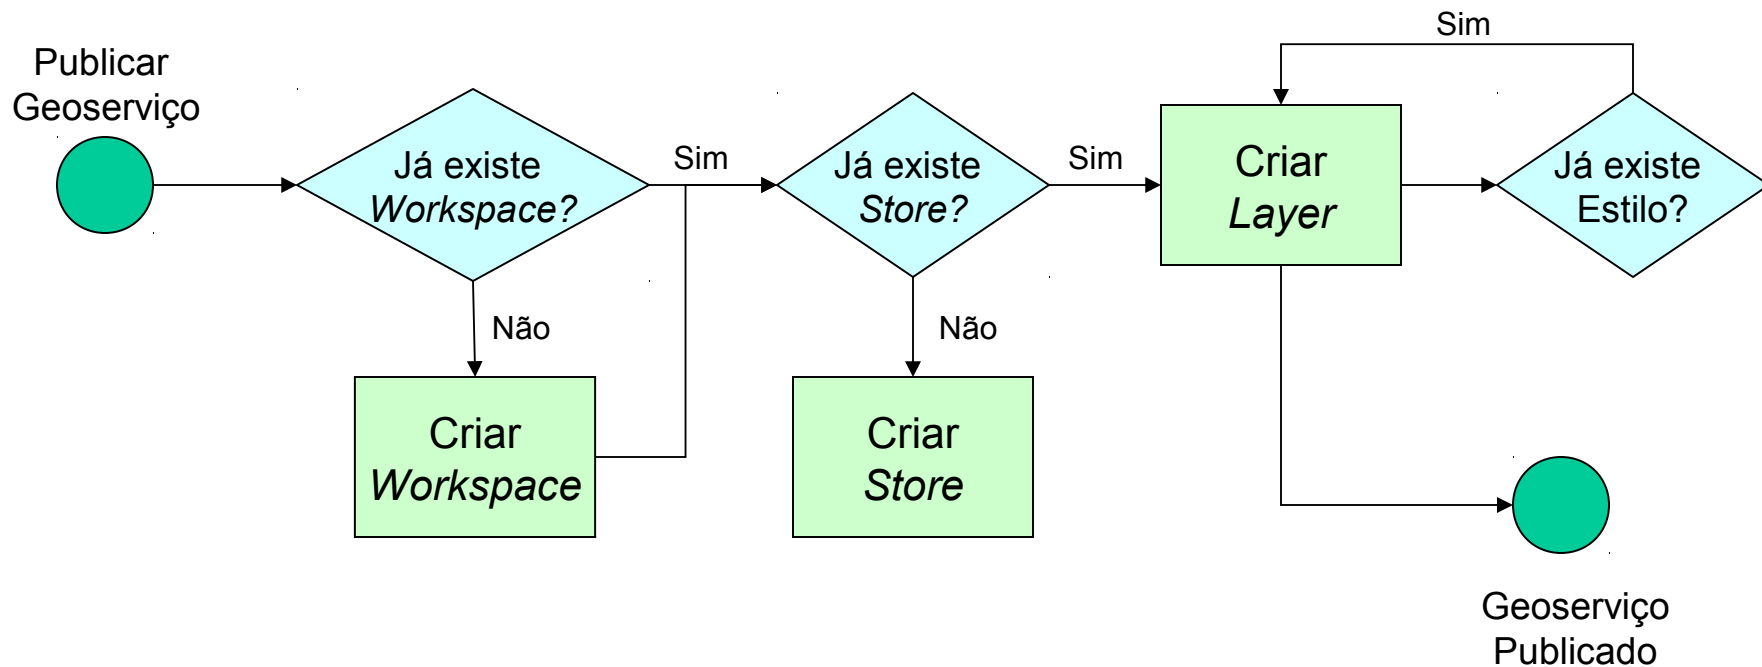 Publicar
Geoserviço
Já existe
Workspace?
Sim
Já existe
Store?
Sim
Criar
Layer
Sim
Já existe
Estilo?
Não
Criar
Workspace
Não
Criar
Store
Geoserviço
Publicado